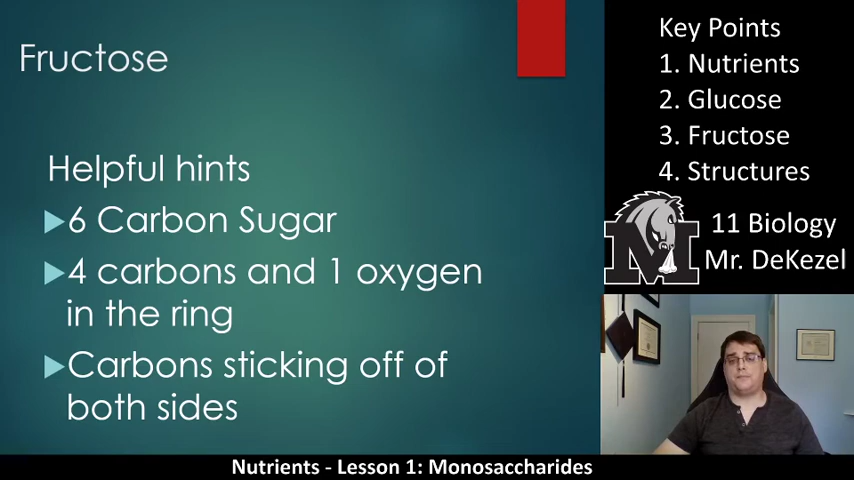 Fructose
Helpful hints
6 Carbon Sugar
4 carbons and 1 oxygen
in the ring
Carbons sticking off of
both sides
Key Points
1. Nutrients
2. Glucose
3. Fructose
4. Structures
M
11 Biology
Mr. DeKezel
Nutrients - Lesson 1: Monosaccharides